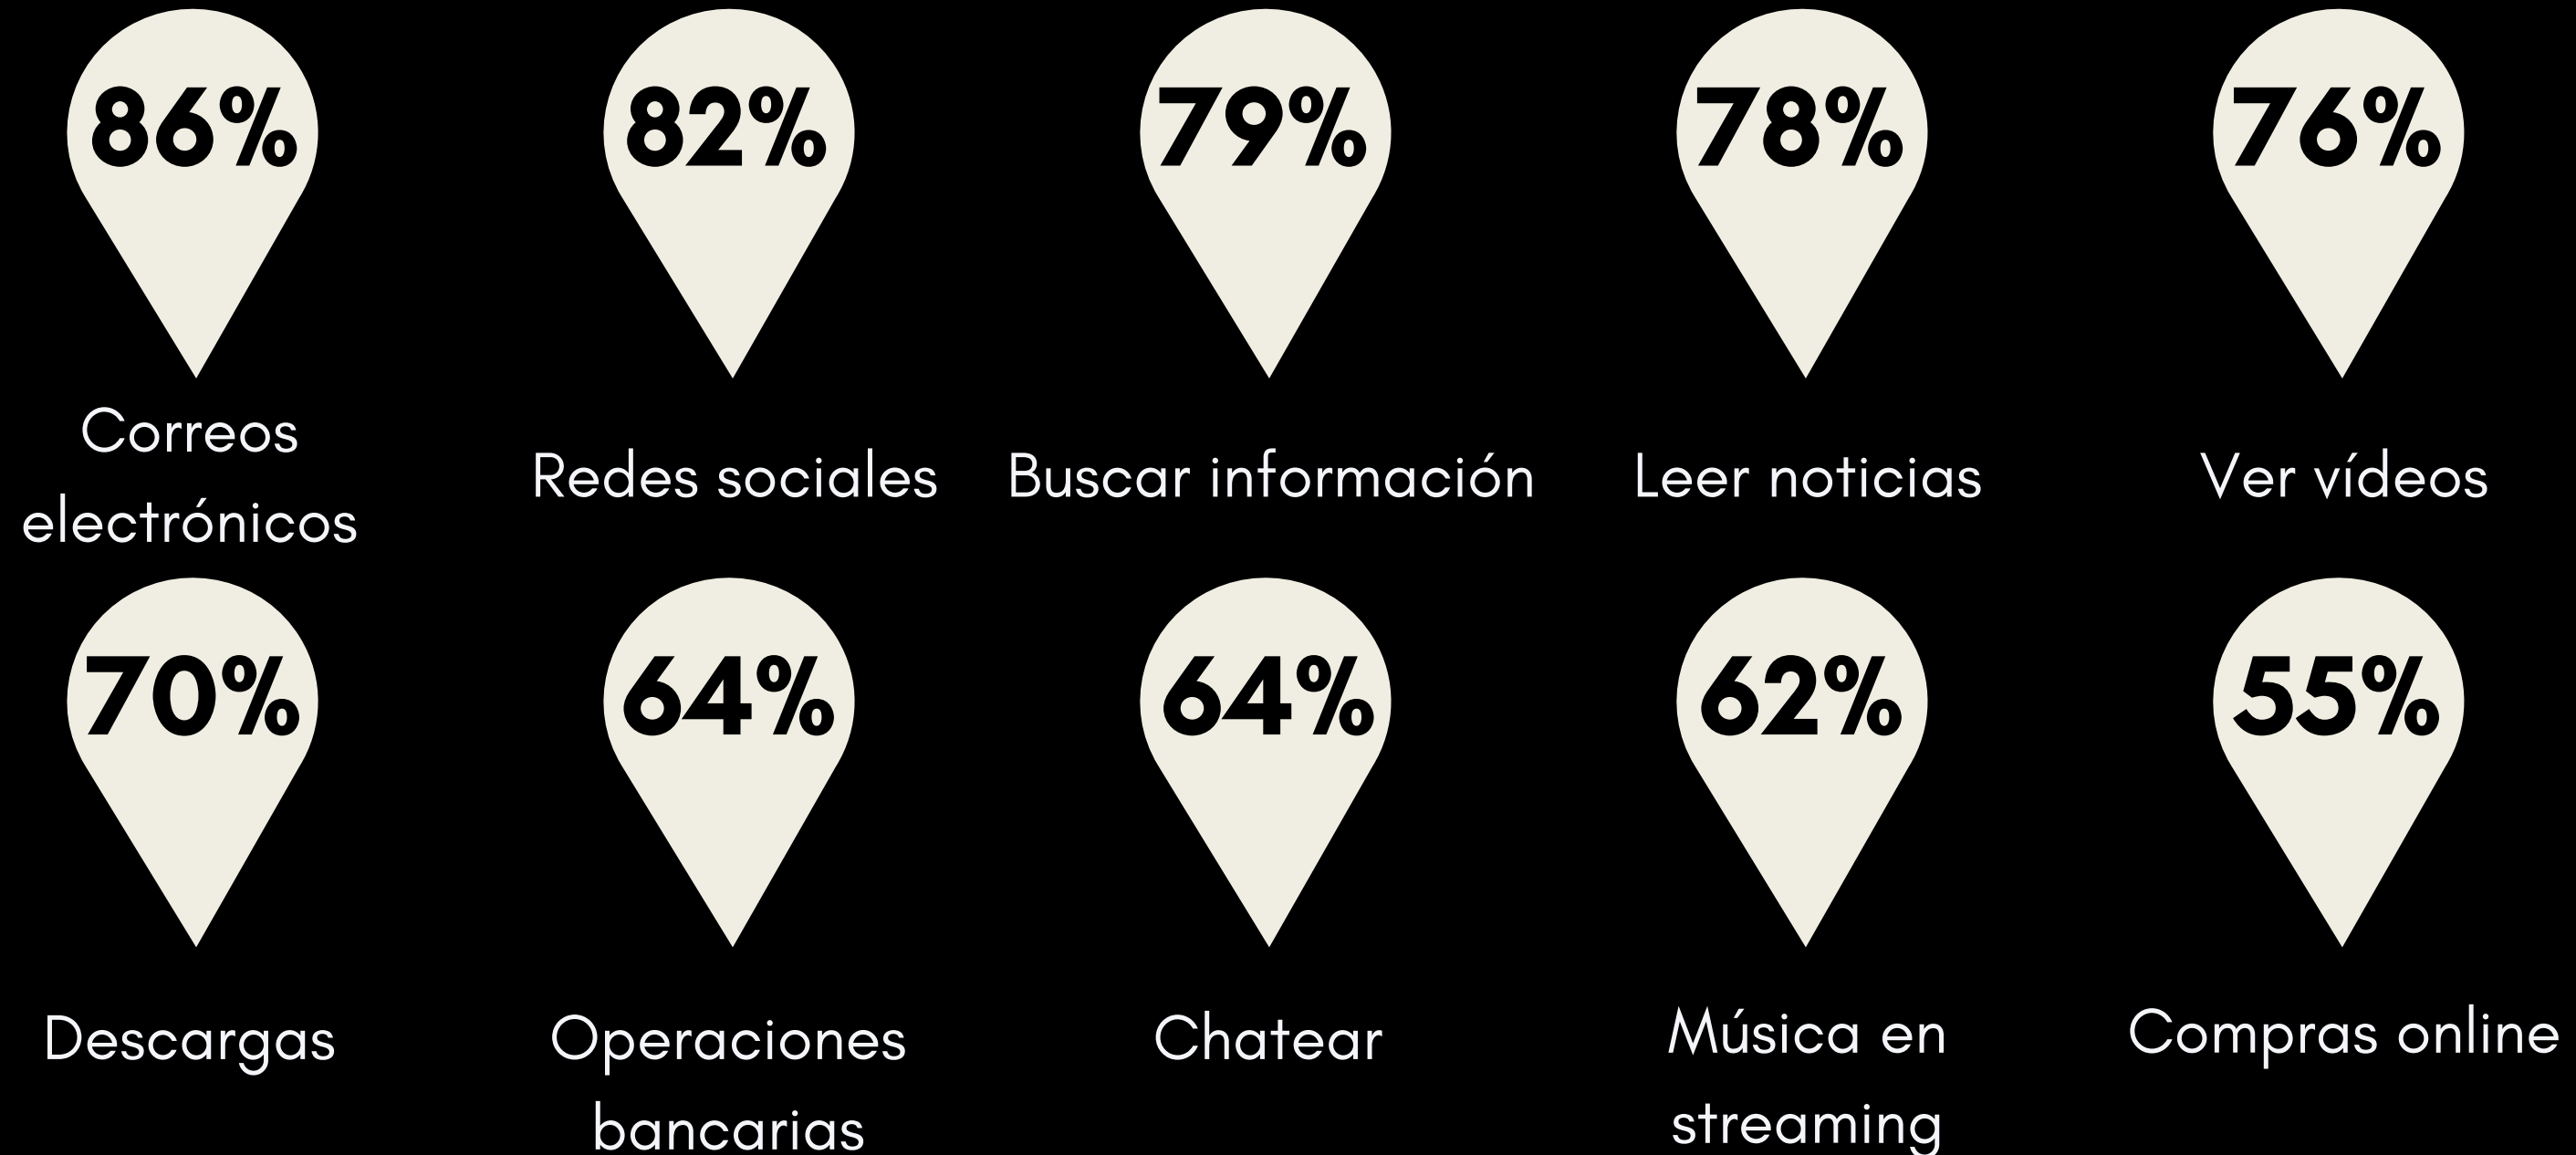 86%
82%
79%
78%
76%
Correos
electrónicos
Redes sociales
Buscar información
Leer noticias
Ver vídeos
70%
64%
64%
62%
55%
Descargas
Operaciones
bancarias
Chatear
Música en
streaming
Compras online